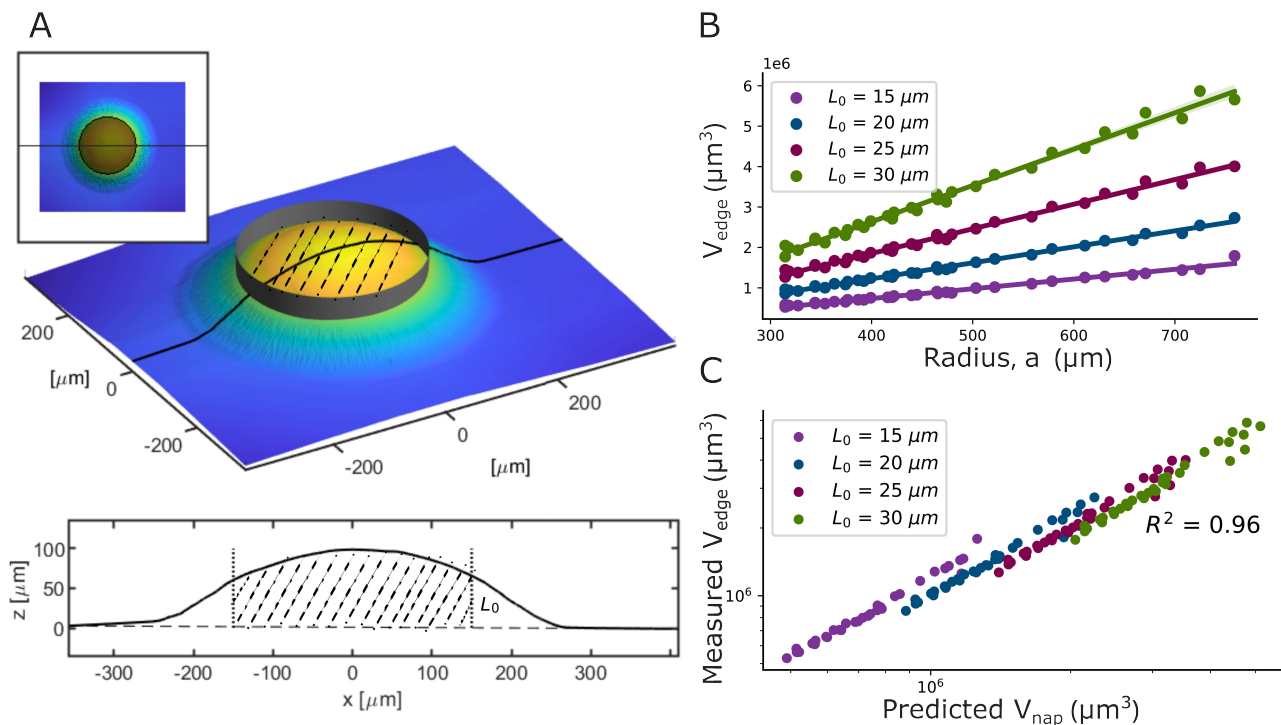 A
200
[μm]
0
-200
-200
0
200
[μm]
100
50
0
z [μm]
L₀
-300
-200
-100
0
100
200
300
x [μm]
B
1e6
L₀ = 15 μm
L₀ = 20 μm
L₀ = 25 μm
L₀ = 30 μm
6
5
4
3
2
1
V_edge (μm³)
300
400
500
600
700
Radius, a (μm)
C
L₀ = 15 μm
L₀ = 20 μm
L₀ = 25 μm
L₀ = 30 μm
R² = 0.96
10⁶
Measured V_edge (μm³)
10⁶
Predicted V_nap (μm³)